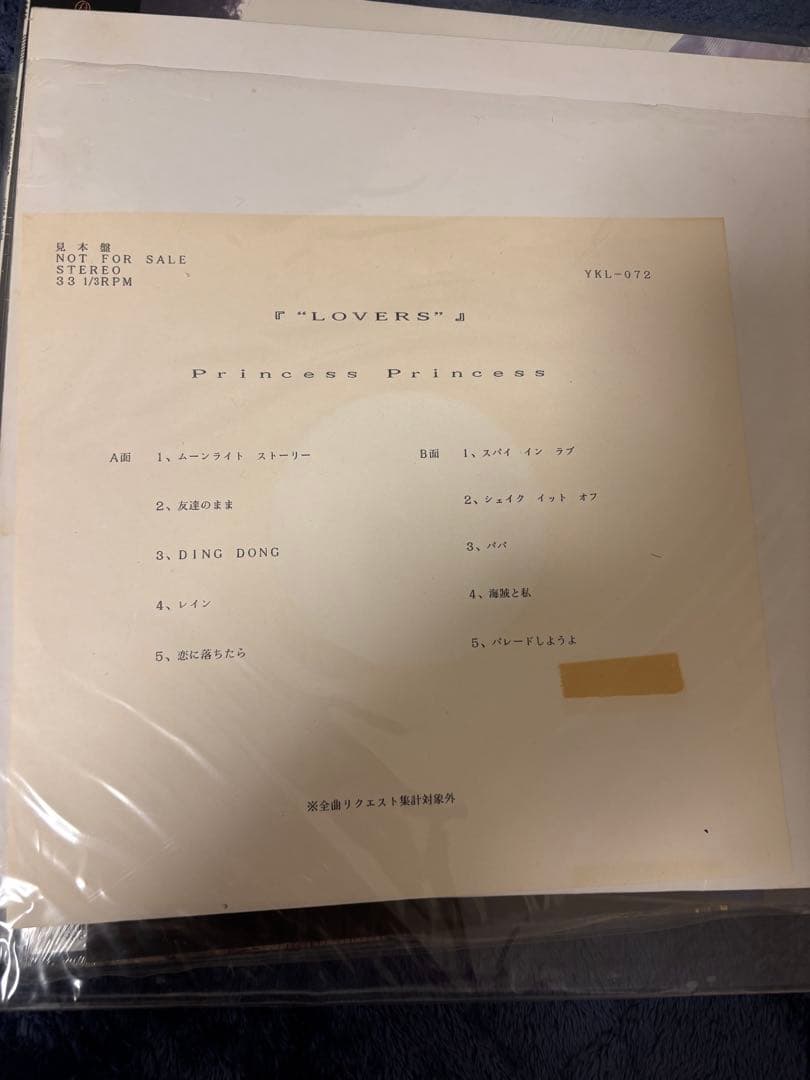 見本盤
NOT FOR SALE
STEREO
33 1/3RPM
YKL-072
『“LOVERS”』
Princess Princess
A面 1、ムーンライト ストーリー
2、友達のまま
3、DING DONG
4、レイン
5、恋に落ちたら
B面 1、スパイ イン ラブ
2、シェイク イット オフ
3、パパ
4、海賊と私
5、パレードしようよ
※全曲リクエスト集計対象外